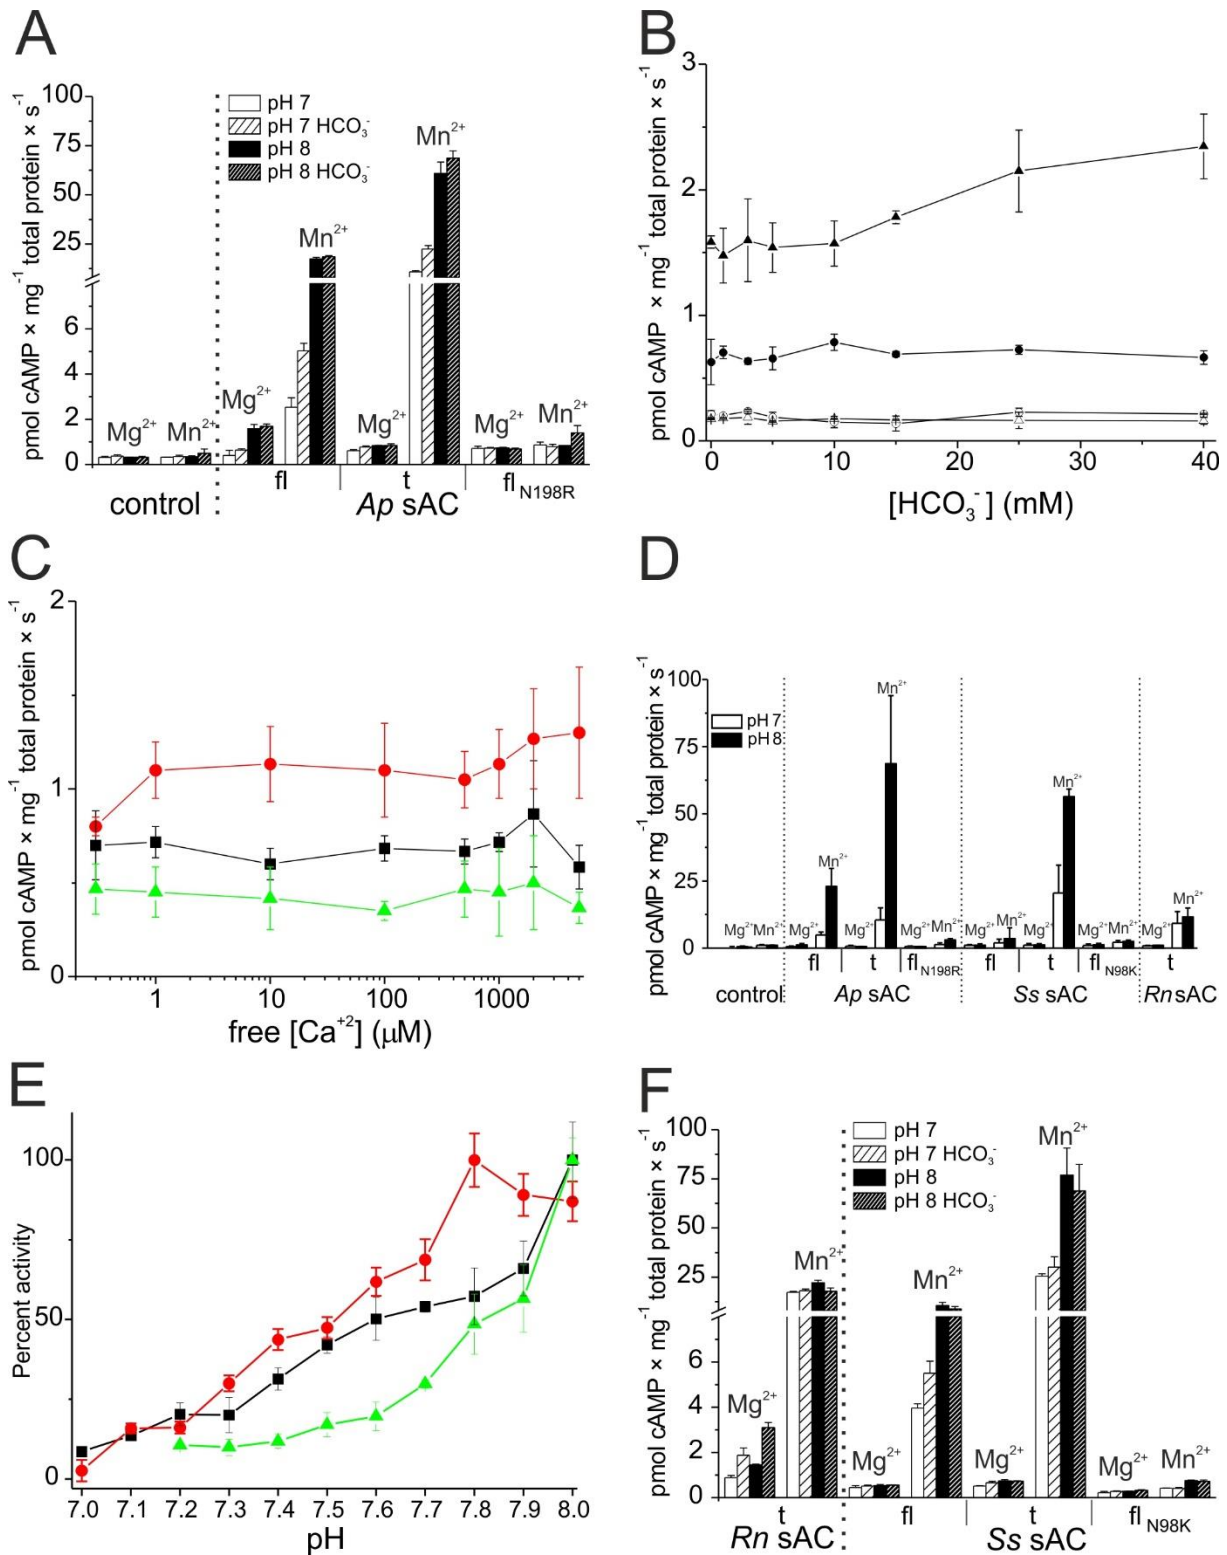 A
pmol cAMP × mg⁻¹ total protein × s⁻¹
100
75
50
25
6
4
2
0
pH 7
pH 7 HCO₃⁻
pH 8
pH 8 HCO₃⁻
Mg²⁺ Mn²⁺ Mg²⁺ Mn²⁺ Mg²⁺ Mn²⁺ Mg²⁺ Mn²⁺
fl t fl N198R
control Ap sAC
B
pmol cAMP × mg⁻¹ total protein × s⁻¹
3
2
1
0
0 10 20 30 40
[HCO₃⁻] (mM)
C
pmol cAMP × mg⁻¹ total protein × s⁻¹
2
1
0
1 10 100 1000
free [Ca⁺²] (μM)
D
pmol cAMP × mg⁻¹ total protein × s⁻¹
100
75
50
25
0
pH 7
pH 8
Mg²⁺ Mn²⁺ Mg²⁺ Mn²⁺ Mg²⁺ Mn²⁺ Mg²⁺ Mn²⁺ Mg²⁺ Mn²⁺ Mg²⁺ Mn²⁺ Mg²⁺ Mn²⁺ Mg²⁺ Mn²⁺
fl t fl N198R fl t fl N98K t
control Ap sAC Ss sAC Rn sAC
E
Percent activity
100
50
0
7.0 7.1 7.2 7.3 7.4 7.5 7.6 7.7 7.8 7.9 8.0
pH
F
pmol cAMP × mg⁻¹ total protein × s⁻¹
100
75
50
25
6
4
2
0
pH 7
pH 7 HCO₃⁻
pH 8
pH 8 HCO₃⁻
Mg²⁺ Mn²⁺ Mg²⁺ Mn²⁺ Mg²⁺ Mn²⁺ Mg²⁺ Mn²⁺
t fl t fl N98K
Rn sAC Ss sAC